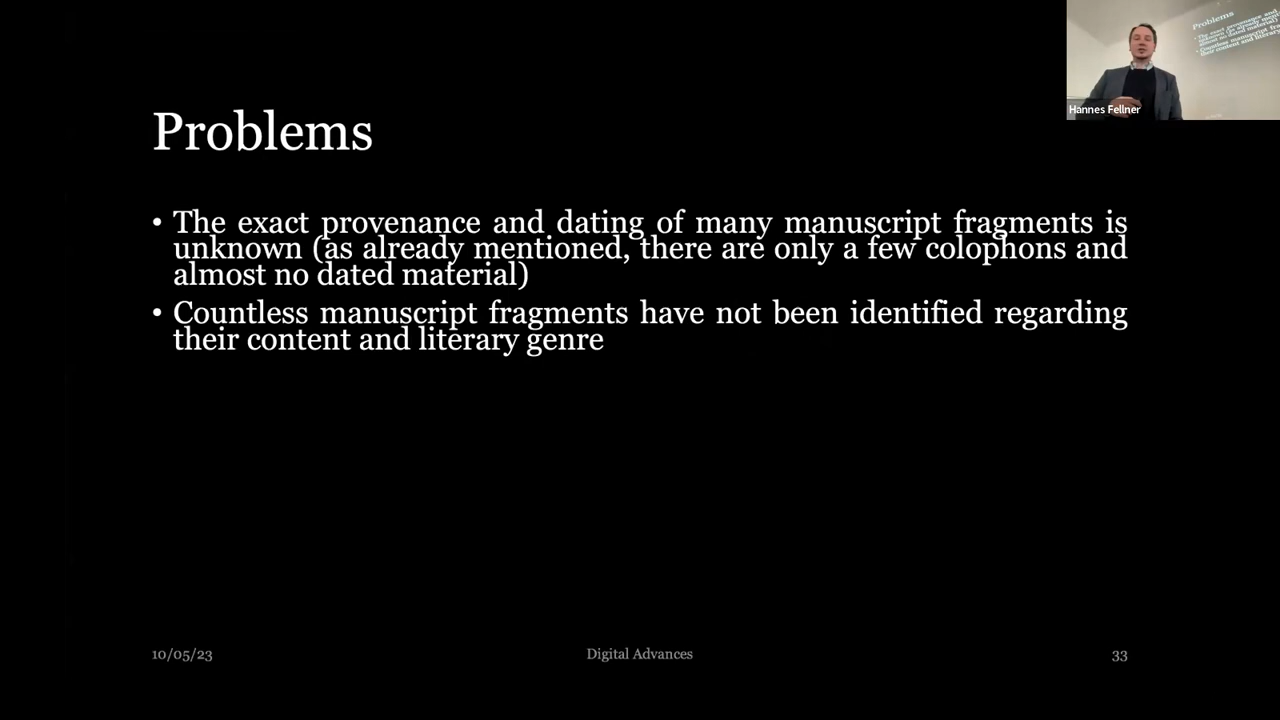 Problems
• The exact provenance and dating of many manuscript fragments is
unknown (as already mentioned, there are only a few colophons and
almost no dated material)
• Countless manuscript fragments have not been identified regarding
their content and literary genre
10/05/23
Digital Advances
33
Hannes Fellner
Problems